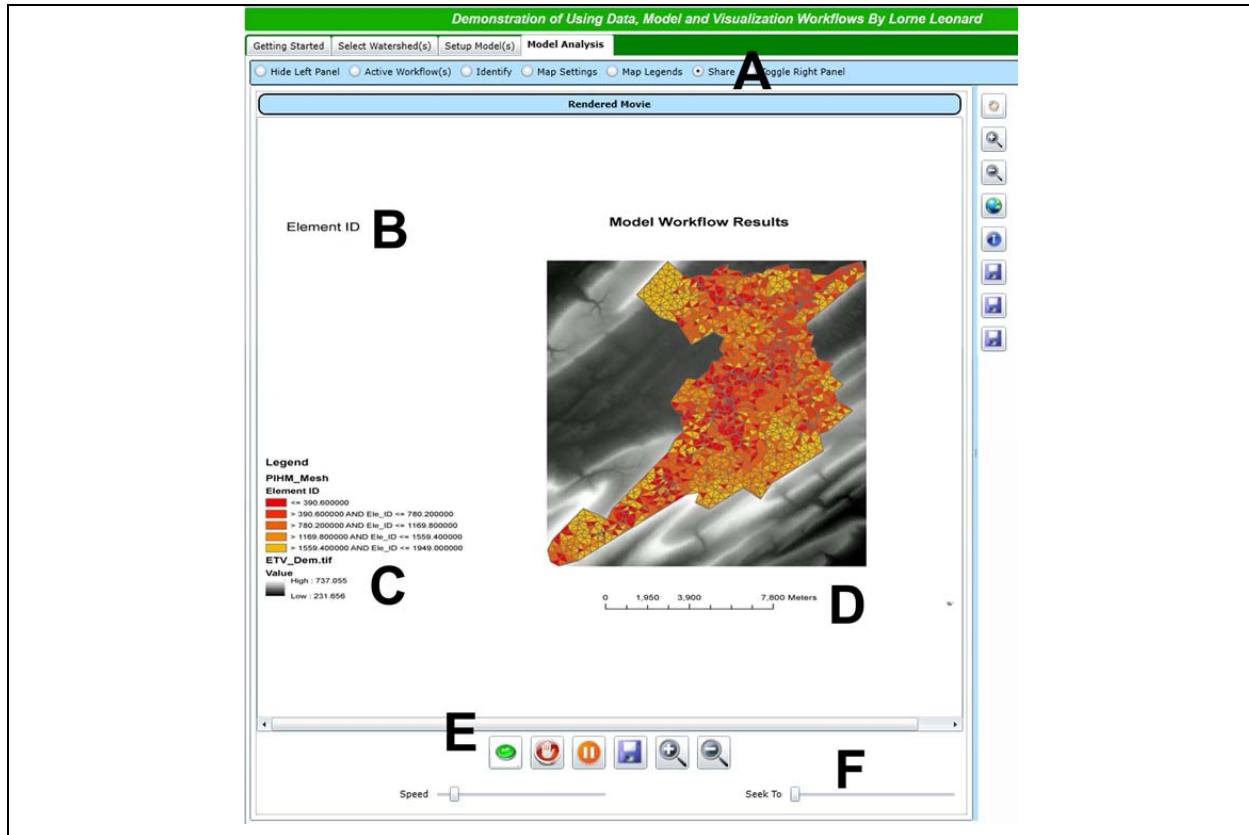 Demonstration of Using Data, Model and Visualization Workflows By Lorne Leonard
Getting Started Select Watershed(s) Setup Model(s) Model Analysis
Hide Left Panel Active Workflow(s) Identify Map Settings Map Legends Share A Toggle Right Panel
Rendered Movie
Element ID B
Model Workflow Results
Legend
PIHM_Mesh
Element ID
<= 390.600000
> 390.600000 AND Ele_ID <= 780.200000
> 780.200000 AND Ele_ID <= 1169.800000
> 1169.800000 AND Ele_ID <= 1559.400000
> 1559.400000 AND Ele_ID <= 1949.000000
ETV_Dem.tif
Value
High : 737.055
Low : 231.656
C
0 1,950 3,900 7,800 Meters
D
E
F
Speed
Seek To